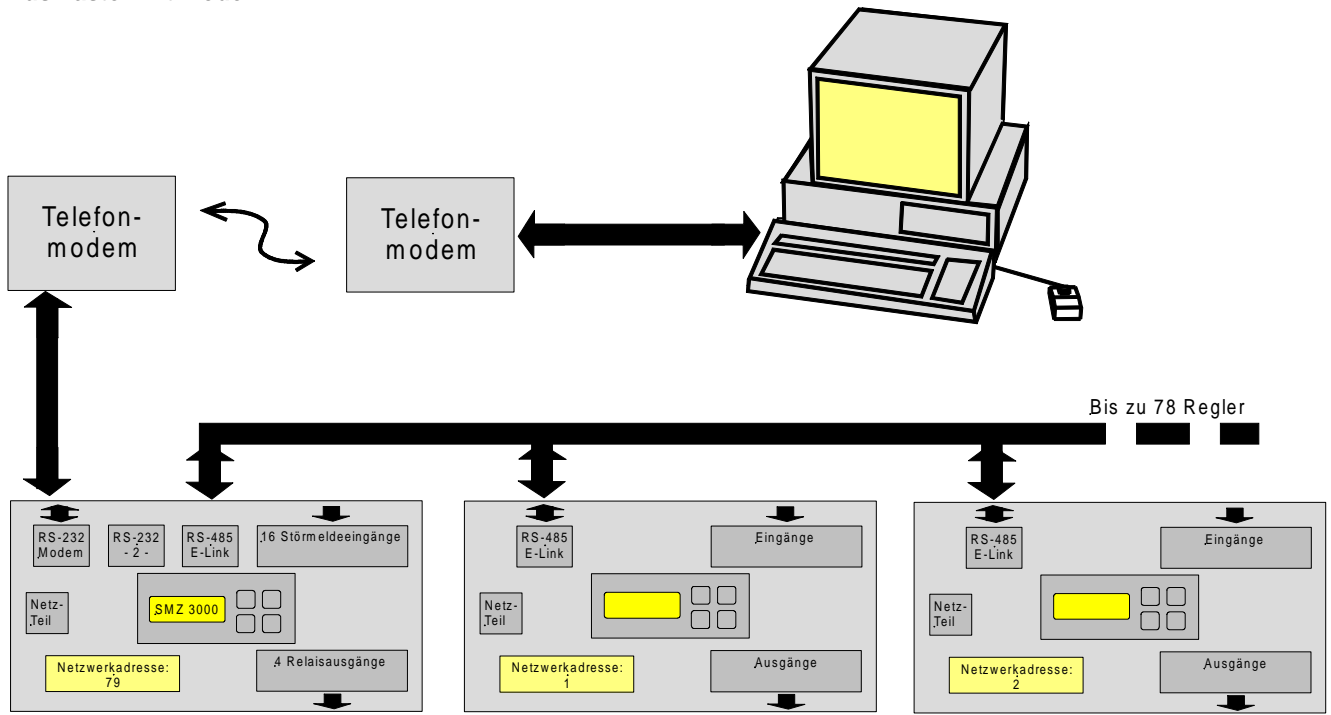 Telefon-
modem
Telefon-
modem
Bis zu 78 Regler
RS-232
Modem
RS-232
- 2 -
RS-485
E-Link
16 Störmeldeeingänge
Netz-
Teil
SMZ 3000
Netzwerkadresse:
79
4 Relaisausgänge
RS-485
E-Link
Eingänge
Netz-
Teil
Netzwerkadresse:
1
Ausgänge
RS-485
E-Link
Eingänge
Netz-
Teil
Netzwerkadresse:
2
Ausgänge